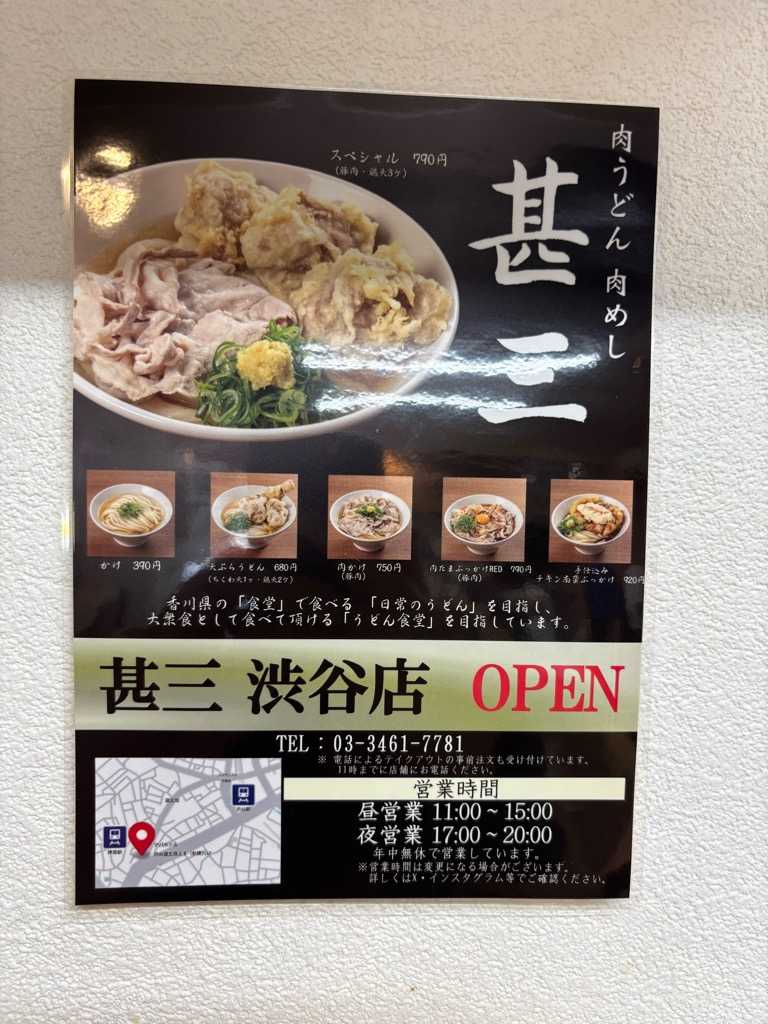 肉うどん 肉めし
甚三
スペシャル 790円
(豚肉・鶏天3ケ)
かけ 390円
天ぷらうどん 680円
(ちくわ天1ヶ・鶏天2ケ)
肉かけ 750円
(豚肉)
肉たまぶっかけRED 790円
(豚肉)
手仕込み
チキン南蛮ぶっかけ 920円
香川県の「食堂」で食べる 「日常のうどん」を目指し、
大衆食として食べて頂ける「うどん食堂」を目指しています。
甚三 渋谷店 OPEN
TEL : 03-3461-7781
※ 電話によるテイクアウトの事前注文も受け付けています。
11時までに店舗にお電話ください。
営業時間
昼営業 11:00 ~ 15:00
夜営業 17:00 ~ 20:00
年中無休で営業しています。
※営業時間は変更になる場合がございます。
詳しくはX・インスタグラム等でご確認ください。